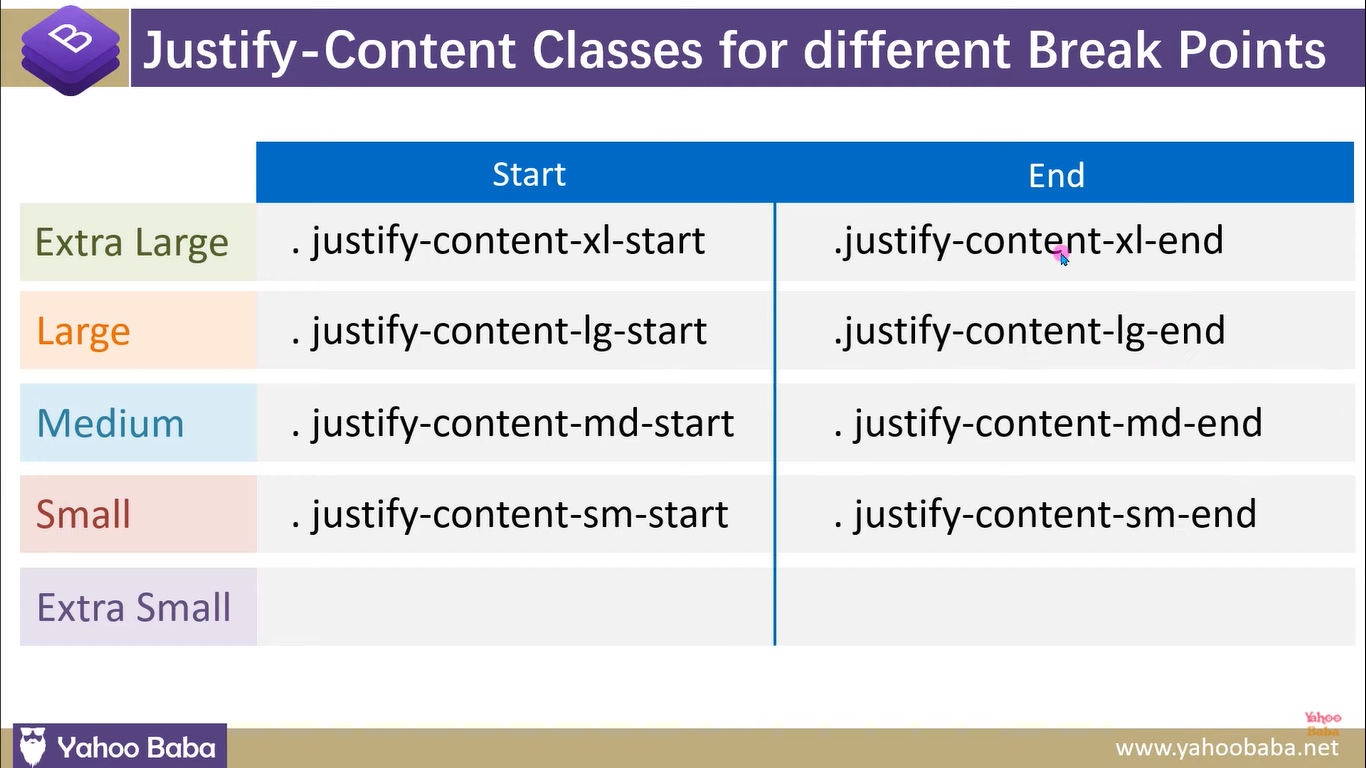 B
Justify-Content Classes for different Break Points
Start End
Extra Large . justify-content-xl-start .justify-content-xl-end
Large . justify-content-lg-start .justify-content-lg-end
Medium . justify-content-md-start . justify-content-md-end
Small . justify-content-sm-start . justify-content-sm-end
Extra Small
Yahoo
Baba
Yahoo Baba www.yahoobaba.net